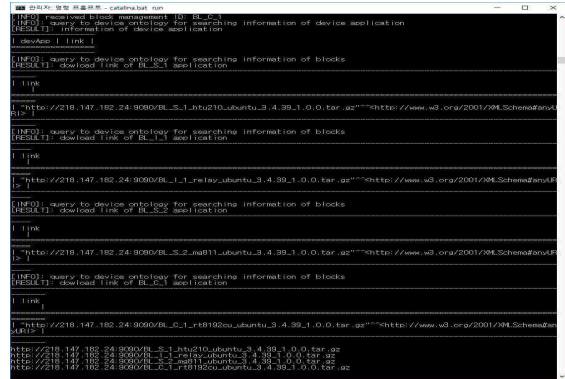 관리자: 명령 프롬프트 - catalina.bat run
[INFO]: received block management ID: BL_C_1
[INFO]: query to device ontology for searching information of device application
[RESULT]: information of device application
| devApp | link |
[INFO]: query to device ontology for searching information of blocks
[RESULT]: dowload link of BL_S_1 application
| link
|
| "http://218.147.182.24:9090/BL_S_1_htu210_ubuntu_3.4.39_1.0.0.tar.gz"^^<http://www.w3.org/2001/XMLSchema#anyU
RI> |
[INFO]: query to device ontology for searching information of blocks
[RESULT]: dowload link of BL_I_1 application
| link
|
| "http://218.147.182.24:9090/BL_I_1_relay_ubuntu_3.4.39_1.0.0.tar.gz"^^<http://www.w3.org/2001/XMLSchema#anyUR
I> |
[INFO]: query to device ontology for searching information of blocks
[RESULT]: dowload link of BL_S_2 application
| link
|
| "http://218.147.182.24:9090/BL_S_2_mg811_ubuntu_3.4.39_1.0.0.tar.gz"^^<http://www.w3.org/2001/XMLSchema#anyUR
I> |
[INFO]: query to device ontology for searching information of blocks
[RESULT]: dowload link of BL_C_1 application
| link
|
| "http://218.147.182.24:9090/BL_C_1_rt8192cu_ubuntu_3.4.39_1.0.0.tar.gz"^^<http://www.w3.org/2001/XMLSchema#an
yURI> |
http://218.147.182.24:9090/BL_S_1_htu210_ubuntu_3.4.39_1.0.0.tar.gz
http://218.147.182.24:9090/BL_I_1_relay_ubuntu_3.4.39_1.0.0.tar.gz
http://218.147.182.24:9090/BL_S_2_mg811_ubuntu_3.4.39_1.0.0.tar.gz
http://218.147.182.24:9090/BL_C_1_rt8192cu_ubuntu_3.4.39_1.0.0.tar.gz